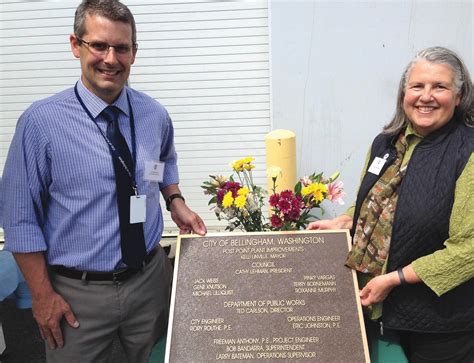 CITY OF BELLINGHAM, WASHINGTON
POST POINT PLANT IMPROVEMENTS
KELLI LINVILLE, MAYOR
COUNCIL
CATHY LEHMAN, PRESIDENT
JACK WEISS PINKY VARGAS
GENE KNUTSON TERRY BORNEMANN
MICHAEL LILLIQUIST ROXANNE MURPHY
DEPARTMENT OF PUBLIC WORKS
TED CARLSON, DIRECTOR
CITY ENGINEER OPERATIONS ENGINEER
RORY ROUTHE, P.E. ERIC JOHNSTON, P.E.
FREEMAN ANTHONY, P.E., PROJECT ENGINEER
BOB BANDARRA, SUPERINTENDENT
LARRY BATEMAN, OPERATIONS SUPERVISOR